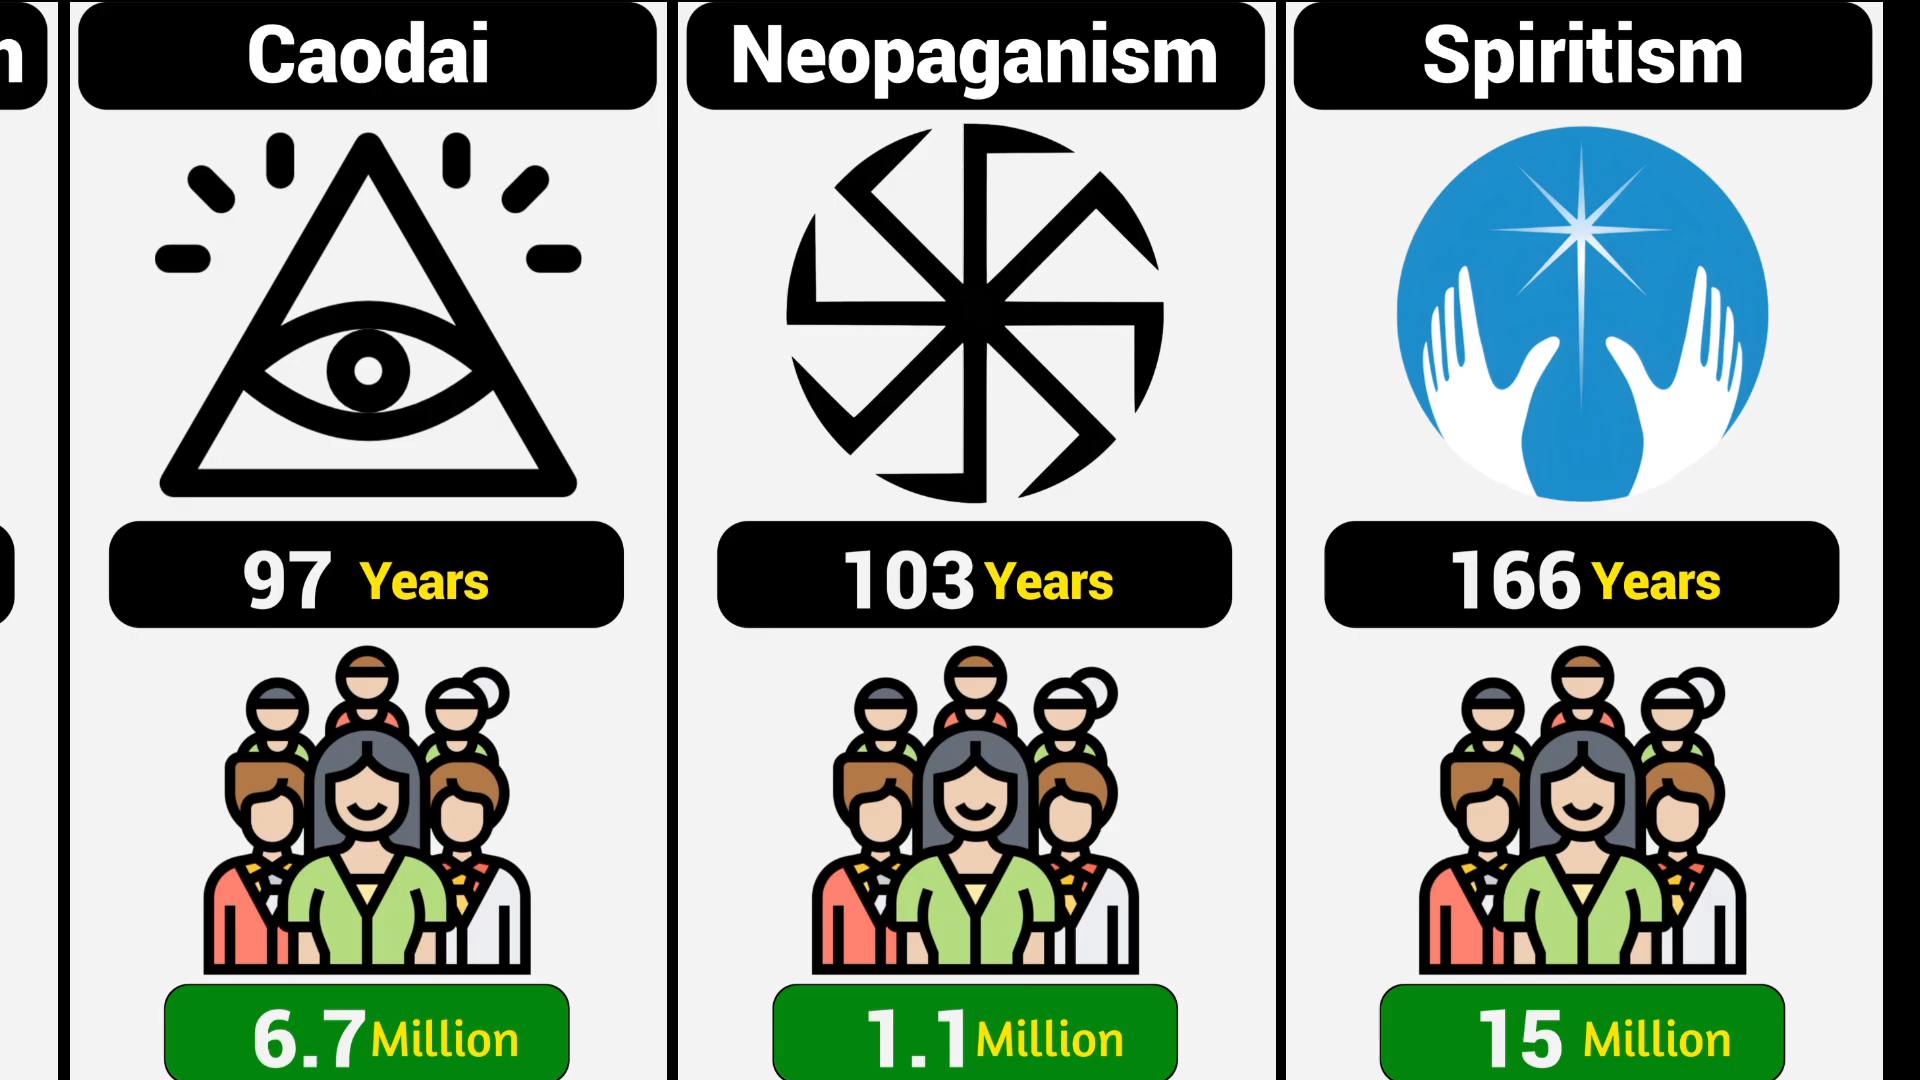 Caodai
Neopaganism
Spiritism
97 Years
103 Years
166 Years
6.7 Million
1.1 Million
15 Million